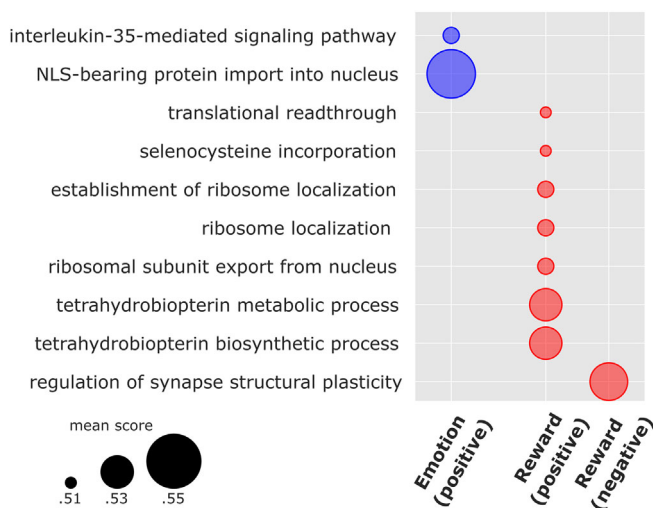 interleukin-35-mediated signaling pathway
NLS-bearing protein import into nucleus
translational readthrough
selenocysteine incorporation
establishment of ribosome localization
ribosome localization
ribosomal subunit export from nucleus
tetrahydrobiopterin metabolic process
tetrahydrobiopterin biosynthetic process
regulation of synapse structural plasticity
mean score
.51 .53 .55
Emotion
(positive)
Reward
(positive)
Reward
(negative)